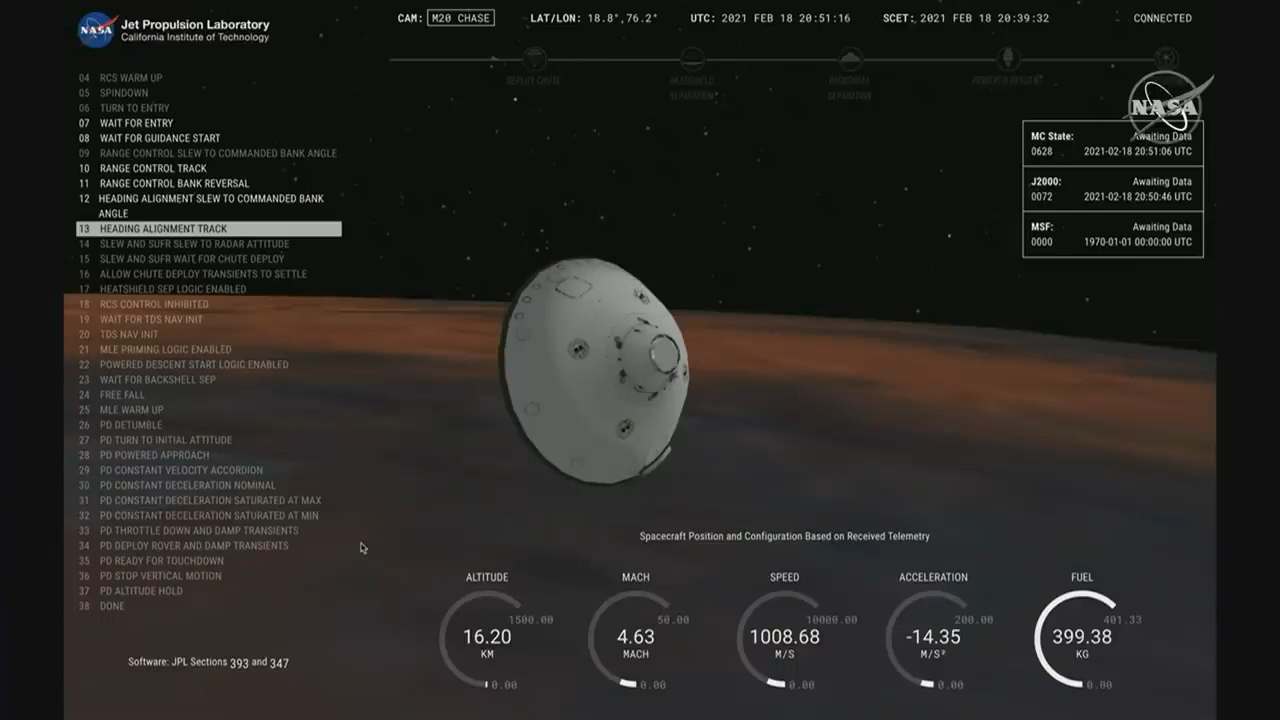 NASA
Jet Propulsion Laboratory
California Institute of Technology
CAM: M20 CHASE
LAT/LON: 18.8°,76.2°
UTC: 2021 FEB 18 20:51:16
SCET: 2021 FEB 18 20:39:32
CONNECTED
DEPLOY CHUTE
HEATSHIELD
SEPARATION
BACKSHELL
SEPARATION
POWERED DESCENT
NASA
MC State: Awaiting Data
0628 2021-02-18 20:51:06 UTC
J2000: Awaiting Data
0072 2021-02-18 20:50:46 UTC
MSF: Awaiting Data
0000 1970-01-01 00:00:00 UTC
04 RCS WARM UP
05 SPINDOWN
06 TURN TO ENTRY
07 WAIT FOR ENTRY
08 WAIT FOR GUIDANCE START
09 RANGE CONTROL SLEW TO COMMANDED BANK ANGLE
10 RANGE CONTROL TRACK
11 RANGE CONTROL BANK REVERSAL
12 HEADING ALIGNMENT SLEW TO COMMANDED BANK
ANGLE
13 HEADING ALIGNMENT TRACK
14 SLEW AND SUFR SLEW TO RADAR ATTITUDE
15 SLEW AND SUFR WAIT FOR CHUTE DEPLOY
16 ALLOW CHUTE DEPLOY TRANSIENTS TO SETTLE
17 HEATSHIELD SEP LOGIC ENABLED
18 RCS CONTROL INHIBITED
19 WAIT FOR TDS NAV INIT
20 TDS NAV INIT
21 MLE PRIMING LOGIC ENABLED
22 POWERED DESCENT START LOGIC ENABLED
23 WAIT FOR BACKSHELL SEP
24 FREE FALL
25 MLE WARM UP
26 PD DETUMBLE
27 PD TURN TO INITIAL ATTITUDE
28 PD POWERED APPROACH
29 PD CONSTANT VELOCITY ACCORDION
30 PD CONSTANT DECELERATION NOMINAL
31 PD CONSTANT DECELERATION SATURATED AT MAX
32 PD CONSTANT DECELERATION SATURATED AT MIN
33 PD THROTTLE DOWN AND DAMP TRANSIENTS
34 PD DEPLOY ROVER AND DAMP TRANSIENTS
35 PD READY FOR TOUCHDOWN
36 PD STOP VERTICAL MOTION
37 PD ALTITUDE HOLD
38 DONE
Software: JPL Sections 393 and 347
Spacecraft Position and Configuration Based on Received Telemetry
ALTITUDE
1500.00
16.20
KM
0.00
MACH
50.00
4.63
MACH
0.00
SPEED
10000.00
1008.68
M/S
0.00
ACCELERATION
200.00
-14.35
M/S²
0.00
FUEL
401.33
399.38
KG
0.00